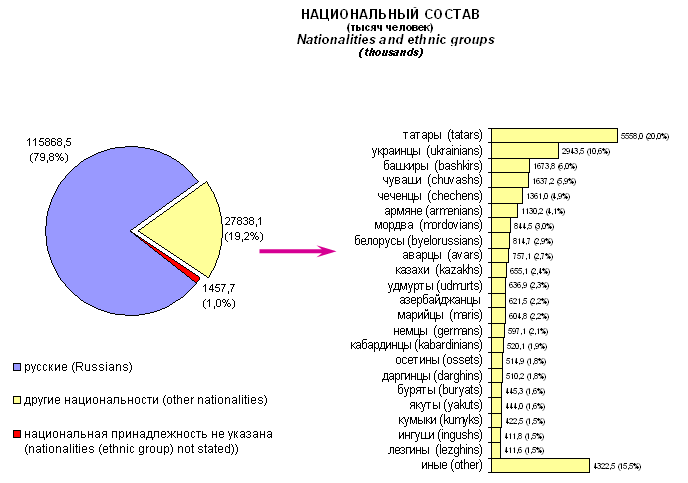 НАЦИОНАЛЬНЫЙ СОСТАВ
(тысяч человек)
Nationalities and ethnic groups
(thousands)
115868,5
(79,8%)
27838,1
(19,2%)
1457,7
(1,0%)
русские (Russians)
другие национальности (other nationalities)
национальная принадлежность не указана
(nationalities (ethnic group) not stated))
татары (tatars) 5558,0 (20,0%)
украинцы (ukrainians) 2943,5 (10,6%)
башкиры (bashkirs) 1673,8 (6,0%)
чуваши (chuvashs) 1637,2 (5,9%)
чеченцы (chechens) 1361,0 (4,9%)
армяне (armenians) 1130,2 (4,1%)
мордва (mordovians) 844,5 (3,0%)
белорусы (byelorussians) 814,7 (2,9%)
аварцы (avars) 757,1 (2,7%)
казахи (kazakhs) 655,1 (2,4%)
удмурты (udmurts) 636,9 (2,3%)
азербайджанцы 621,5 (2,2%)
марийцы (maris) 604,8 (2,2%)
немцы (germans) 597,1 (2,1%)
кабардинцы (kabardinians) 520,1 (1,9%)
осетины (ossets) 514,9 (1,8%)
даргинцы (darghins) 510,2 (1,8%)
буряты (buryats) 445,3 (1,6%)
якуты (yakuts) 444,0 (1,6%)
кумыки (kumyks) 422,5 (1,5%)
ингуши (ingushs) 411,8 (1,5%)
лезгины (lezghins) 411,6 (1,5%)
иные (other) 4322,5 (15,5%)